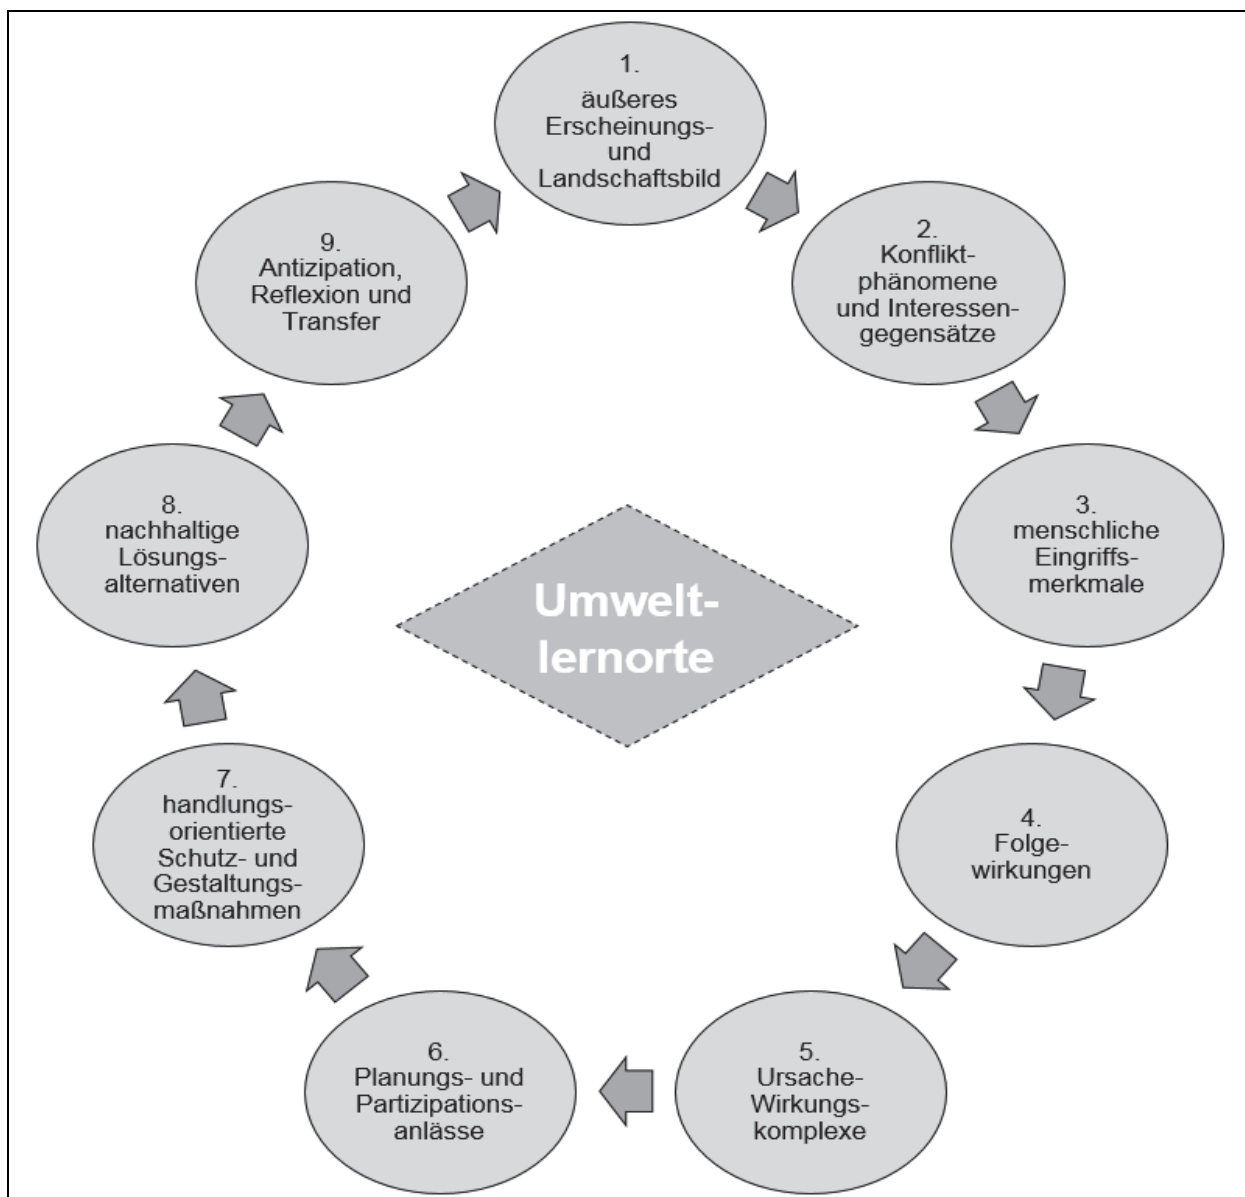 1.
äußeres
Erscheinungs-
und
Landschaftsbild
2.
Konflikt-
phänomene
und Interessen-
gegensätze
3.
menschliche
Eingriffs-
merkmale
4.
Folge-
wirkungen
5.
Ursache-
Wirkungs-
komplexe
6.
Planungs- und
Partizipations-
anlässe
7.
handlungs-
orientierte
Schutz- und
Gestaltungs-
maßnahmen
8.
nachhaltige
Lösungs-
alternativen
9.
Antizipation,
Reflexion und
Transfer
Umwelt-
lernorte